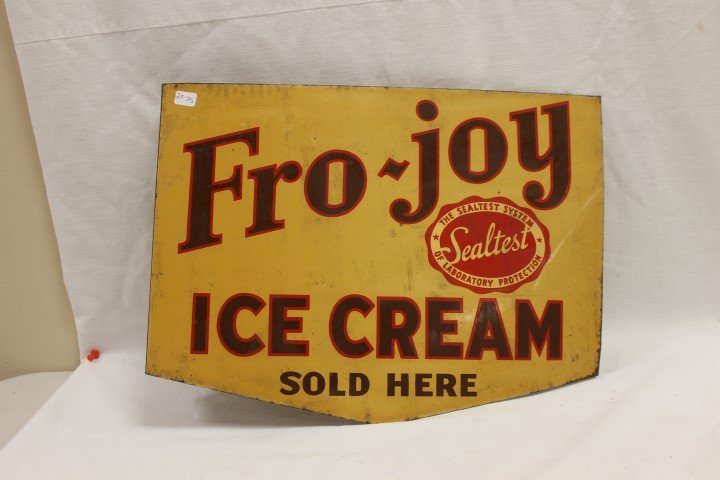 Fro-joy
THE SEALTEST SYSTEM
Sealtest
OF LABORATORY PROTECTION
ICE CREAM
SOLD HERE